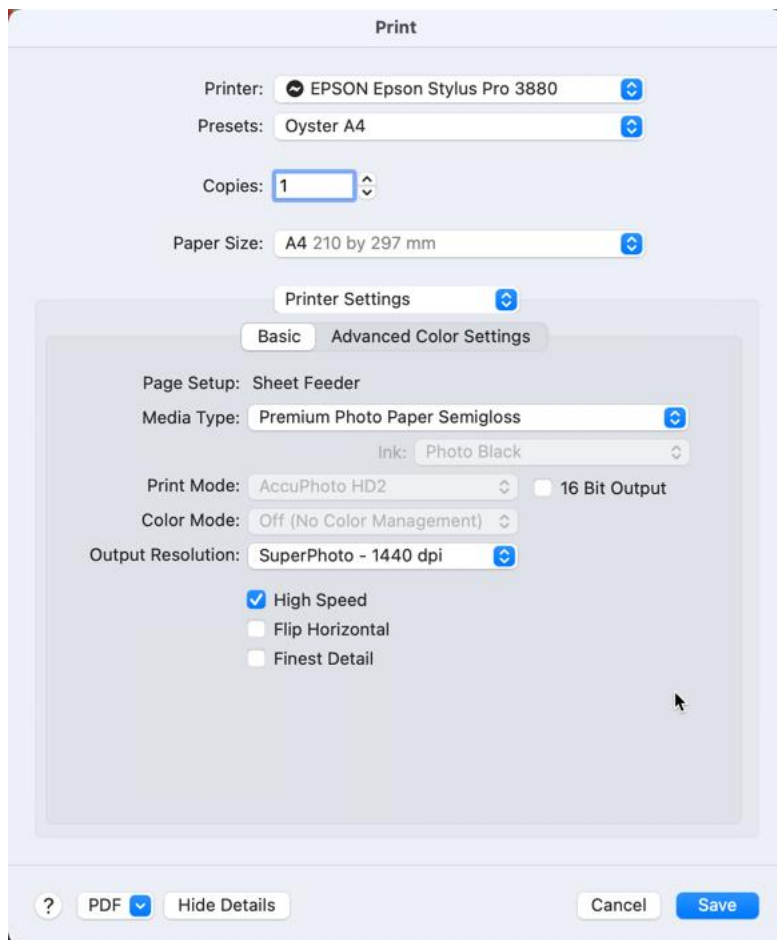 Print
Printer: EPSON Epson Stylus Pro 3880
Presets: Oyster A4
Copies: 1
Paper Size: A4 210 by 297 mm
Printer Settings
Basic Advanced Color Settings
Page Setup: Sheet Feeder
Media Type: Premium Photo Paper Semigloss
Ink: Photo Black
Print Mode: AccuPhoto HD2 16 Bit Output
Color Mode: Off (No Color Management)
Output Resolution: SuperPhoto - 1440 dpi
High Speed
Flip Horizontal
Finest Detail
? PDF Hide Details Cancel Save